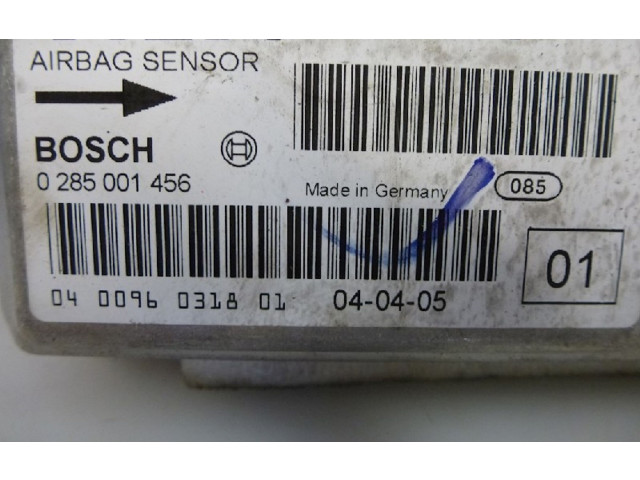 AIRBAG SENSOR
BOSCH
0 285 001 456
Made in Germany
085
01
04 0096 0318 01 04-04-05